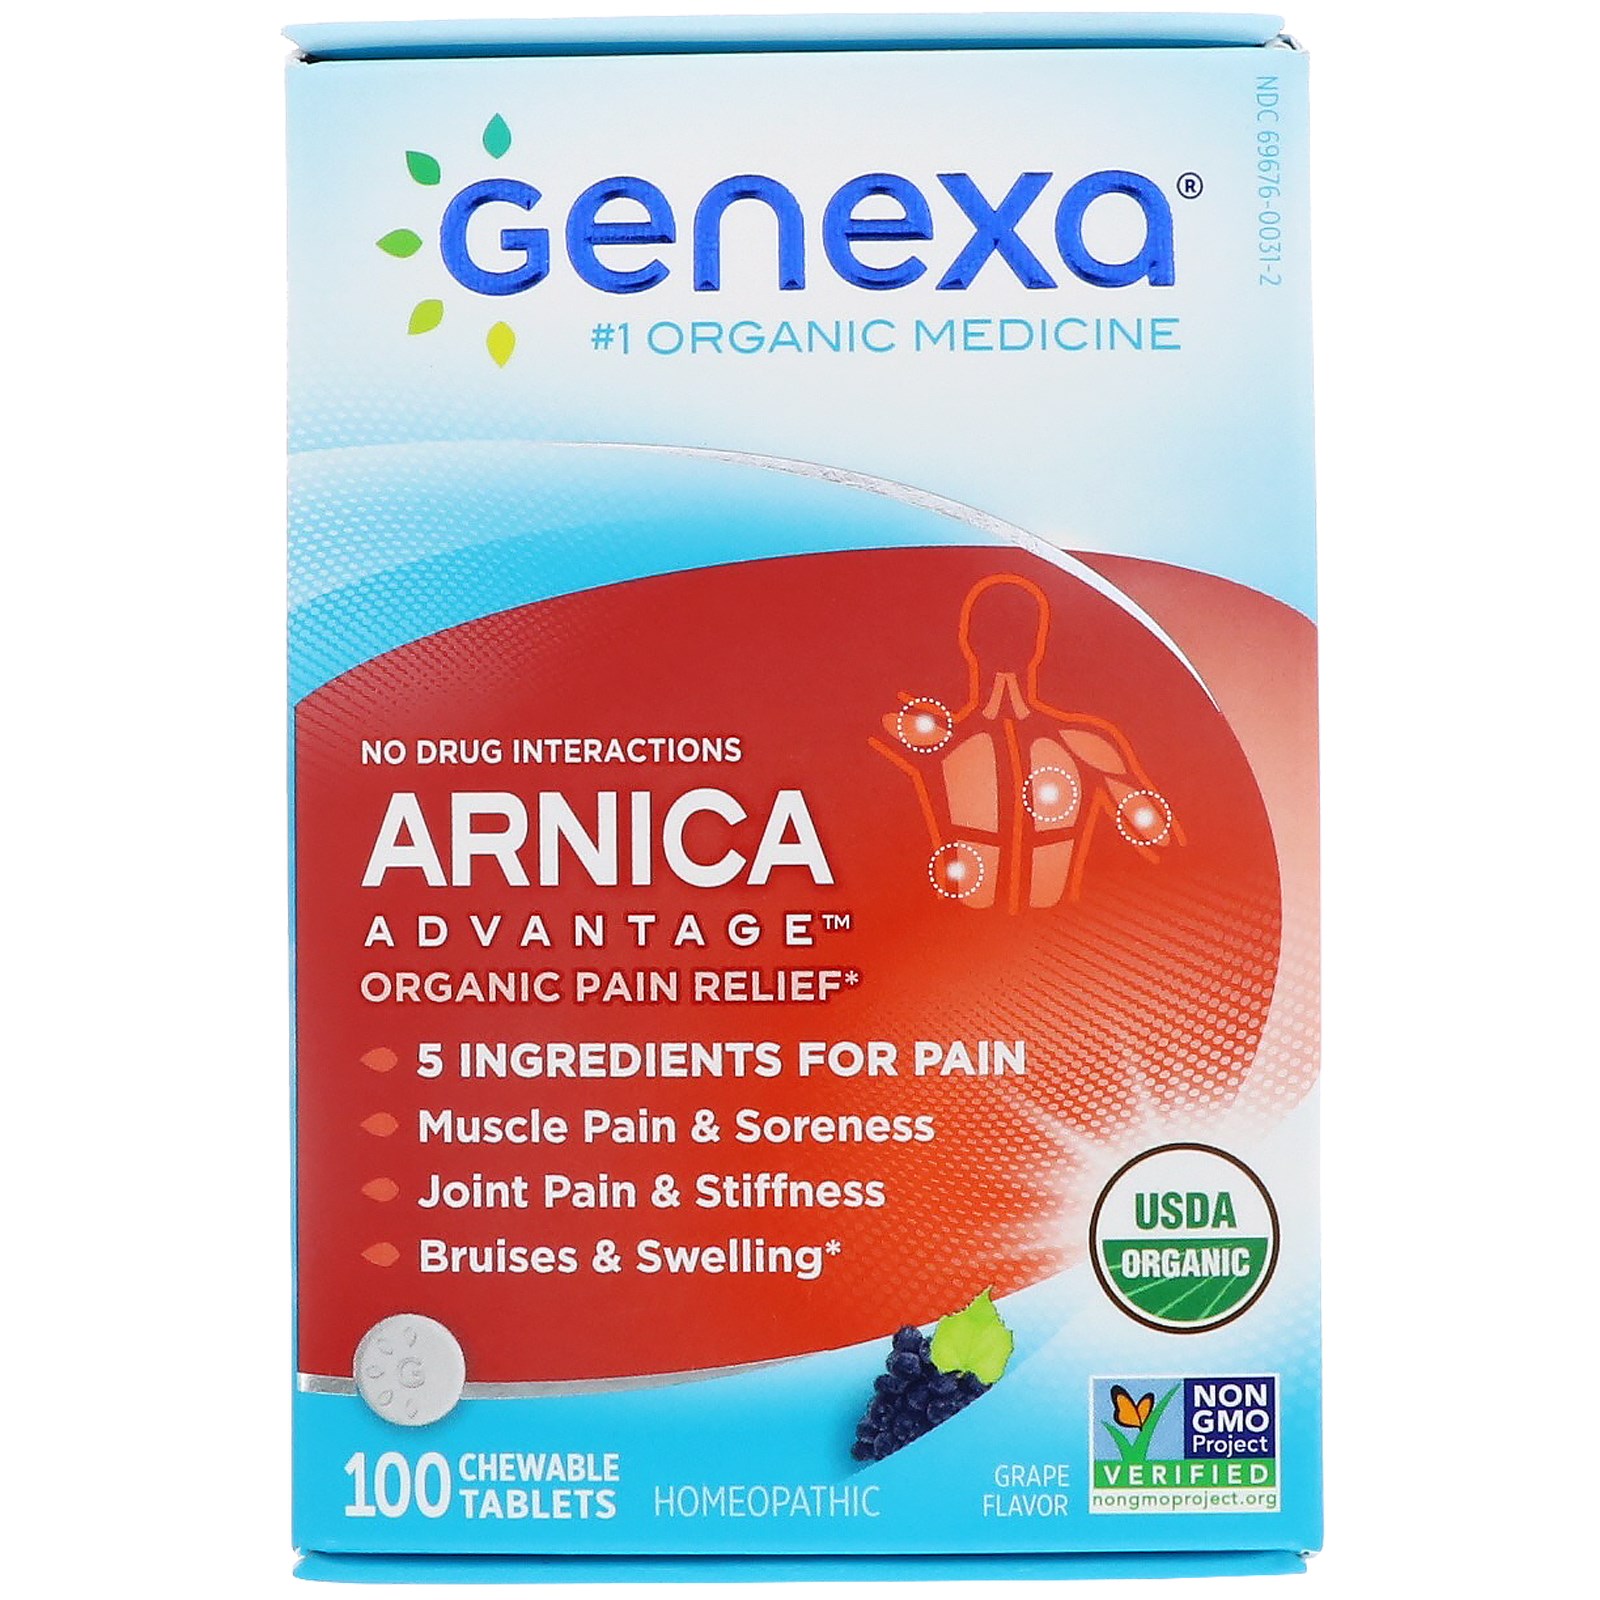 Genexa®
#1 ORGANIC MEDICINE
NDC 69676-0031-2
NO DRUG INTERACTIONS
ARNICA
ADVANTAGE™
ORGANIC PAIN RELIEF*
5 INGREDIENTS FOR PAIN
Muscle Pain & Soreness
Joint Pain & Stiffness
Bruises & Swelling*
USDA
ORGANIC
G
100 CHEWABLE
TABLETS
HOMEOPATHIC
GRAPE
FLAVOR
NON
GMO
Project
VERIFIED
nongmoproject.org